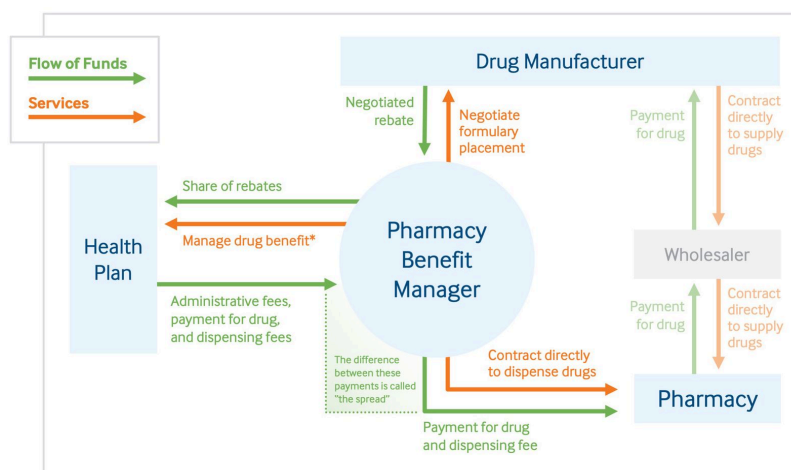 Flow of Funds
Services
Drug Manufacturer
Negotiated
rebate
Negotiate
formulary
placement
Payment
for drug
Contract
directly
to supply
drugs
Share of rebates
Manage drug benefit*
Health
Plan
Pharmacy
Benefit
Manager
Wholesaler
Administrative fees,
payment for drug,
and dispensing fees
Payment
for drug
Contract
directly
to supply
drugs
The difference
between these
payments is called
"the spread"
Contract directly
to dispense drugs
Pharmacy
Payment for drug
and dispensing fee